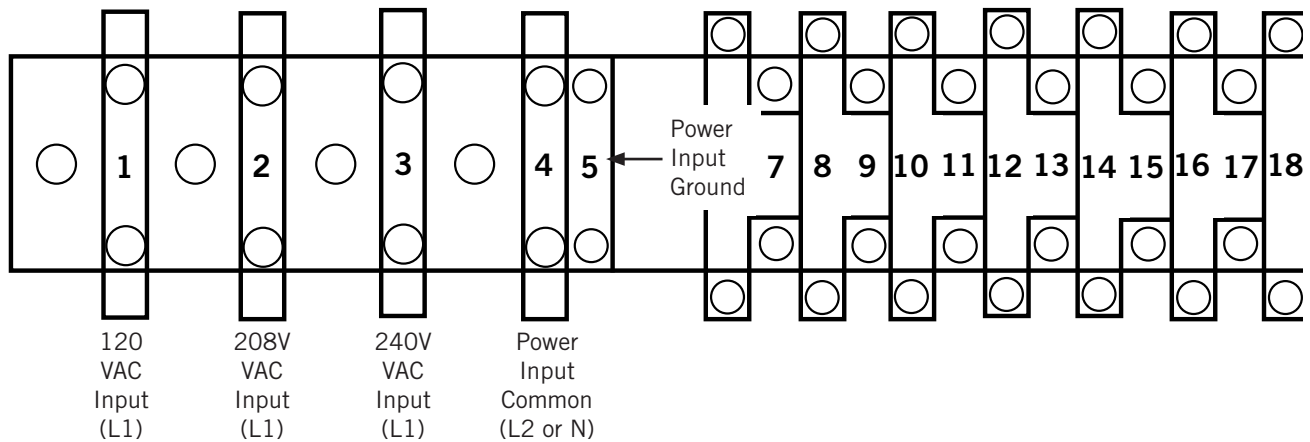 1 2 3 4 5
Power
Input
Ground
7 8 9 10 11 12 13 14 15 16 17 18
120
VAC
Input
(L1)
208V
VAC
Input
(L1)
240V
VAC
Input
(L1)
Power
Input
Common
(L2 or N)